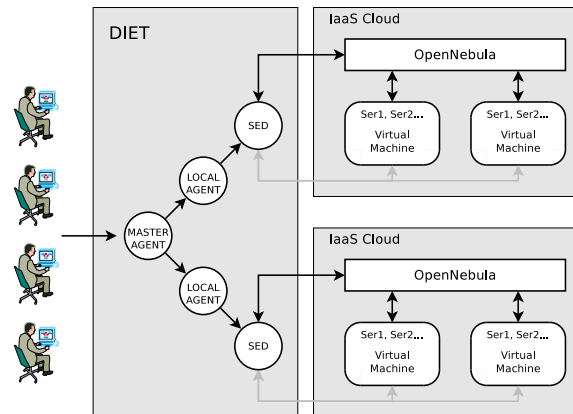 DIET
IaaS Cloud
OpenNebula
Ser1, Ser2...
Virtual
Machine
Ser1, Ser2...
Virtual
Machine
SED
LOCAL
AGENT
MASTER
AGENT
LOCAL
AGENT
SED
IaaS Cloud
OpenNebula
Ser1, Ser2...
Virtual
Machine
Ser1, Ser2...
Virtual
Machine